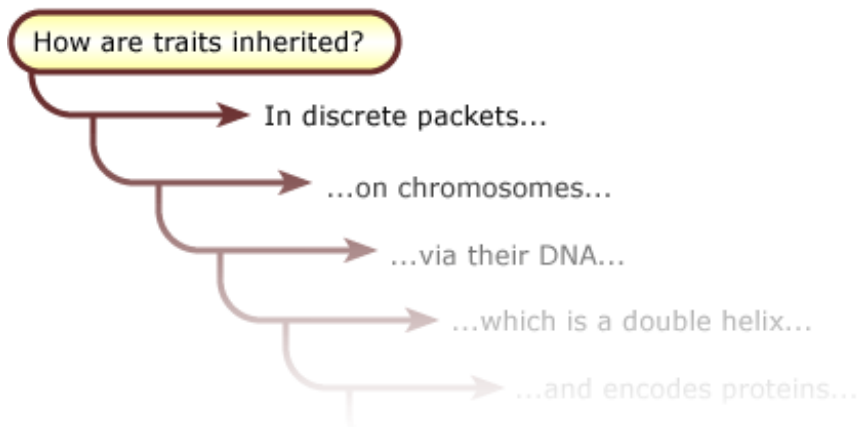 How are traits inherited?
In discrete packets...
...on chromosomes...
...via their DNA...
...which is a double helix...
...and encodes proteins...